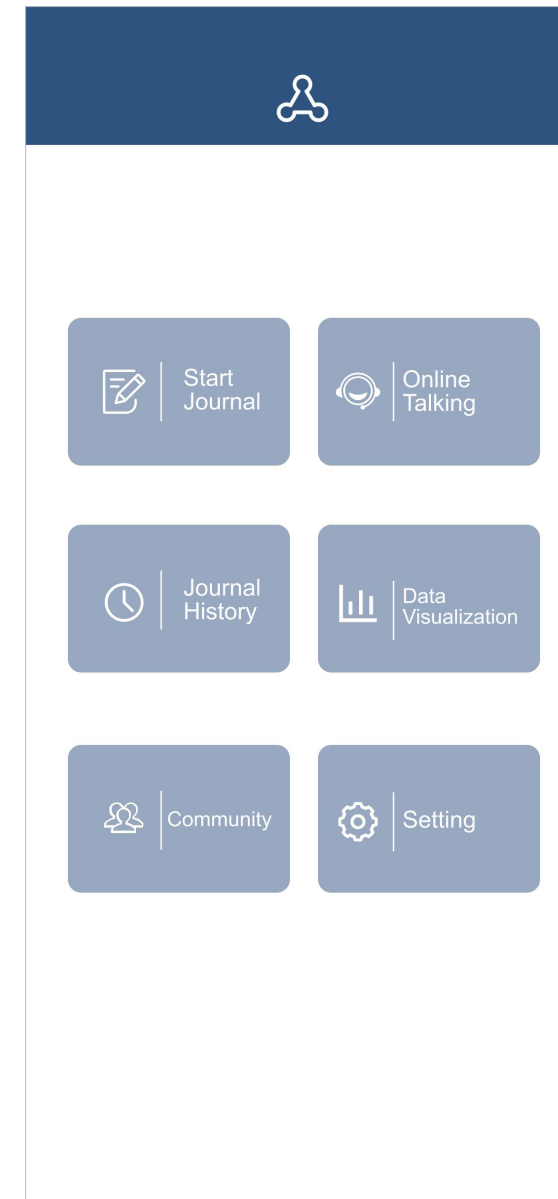 Start
Journal
Online
Talking
Journal
History
Data
Visualization
Community
Setting